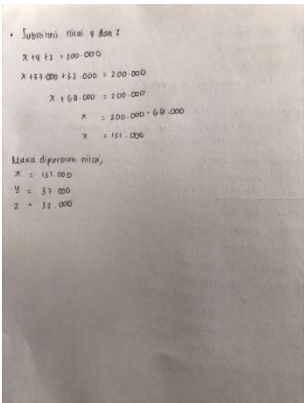 • Substitusi nilai y dan z
x + y + z = 200.000
x + 37.000 + 32.000 = 200.000
x + 69.000 = 200.000
x = 200.000 - 69.000
x = 131.000
Maka diperoleh nilai,
x = 131.000
y = 37.000
z = 32.000